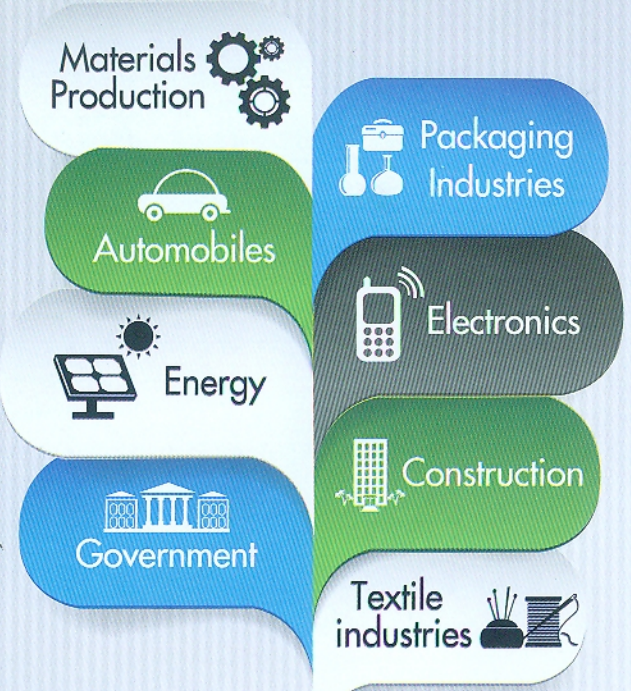 Materials
Production
Packaging
Industries
Automobiles
Electronics
Energy
Construction
Government
Textile
industries